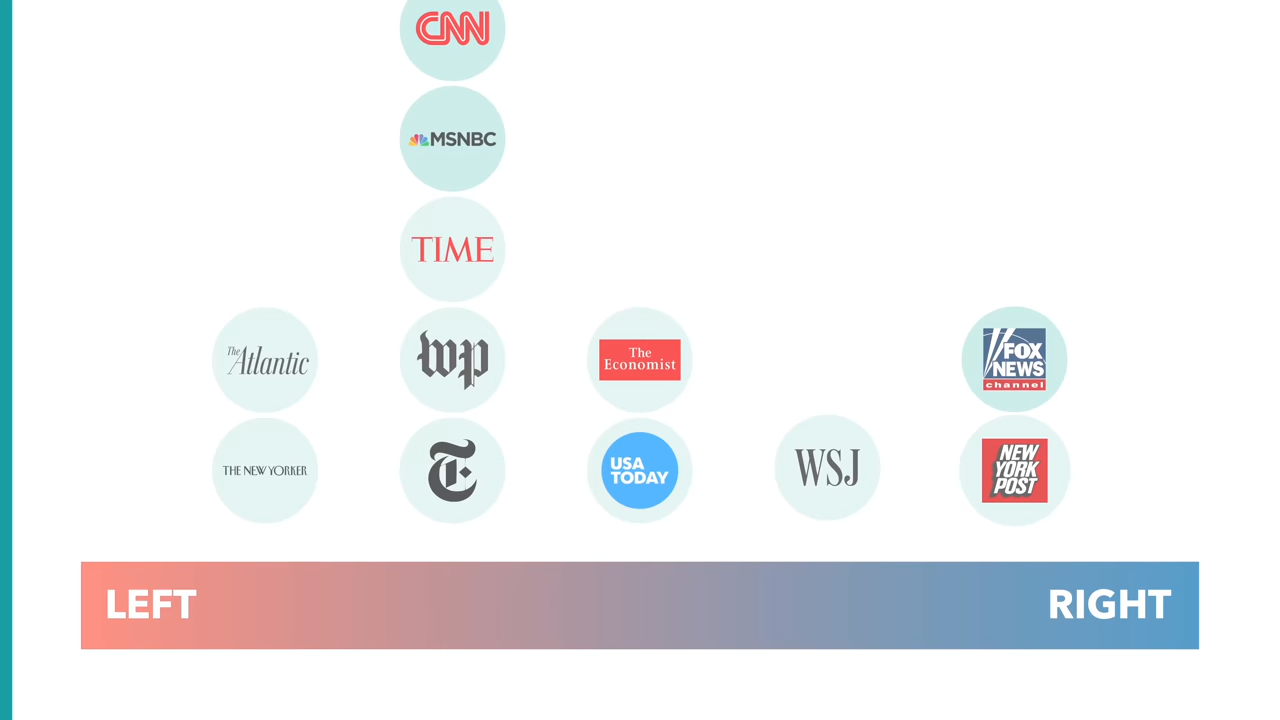 CNN
MSNBC
TIME
The
Atlantic
wp
The
Economist
FOX
NEWS
channel
THE NEW YORKER
T
USA
TODAY
WSJ
NEW
YORK
POST
LEFT
RIGHT